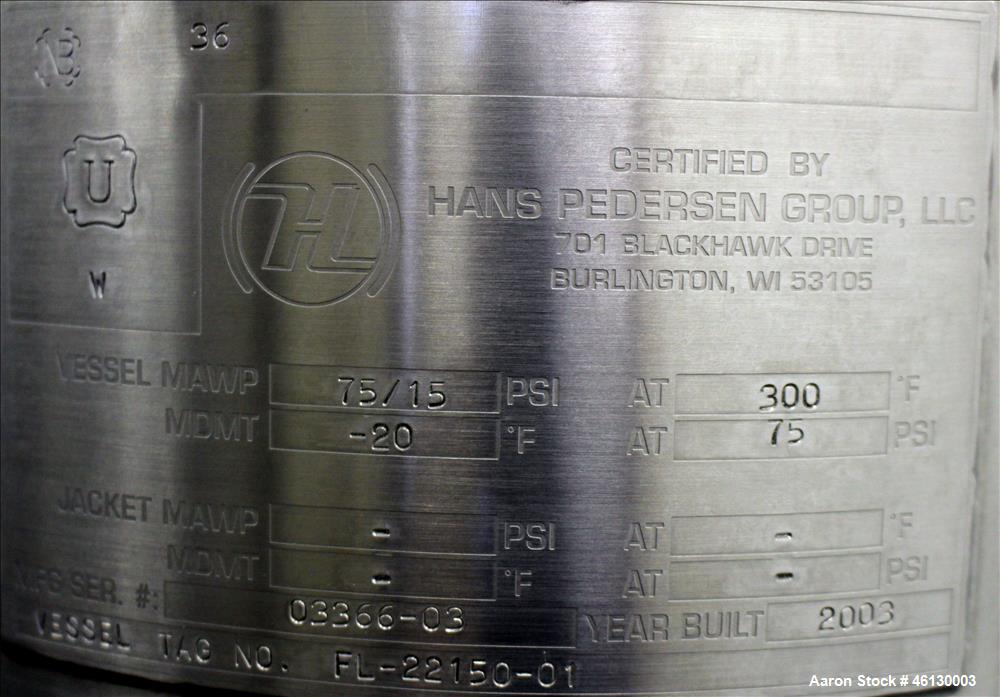 NB 36
U
W
H
CERTIFIED BY
HANS PEDERSEN GROUP, LLC
701 BLACKHAWK DRIVE
BURLINGTON, WI 53105
VESSEL MAWP 75/15 PSI AT 300 °F
MDMT -20 °F AT 75 PSI
JACKET MAWP - PSI AT - °F
MDMT - °F AT - PSI
MFG SER. #: 03366-03 YEAR BUILT 2003
VESSEL TAG NO. FL-22150-01
Aaron Stock # 46130003